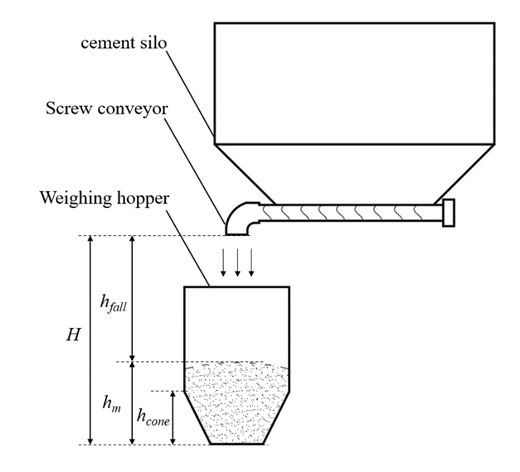 cement silo
Screw conveyor
Weighing hopper
h_fall
H
h_m
h_cone